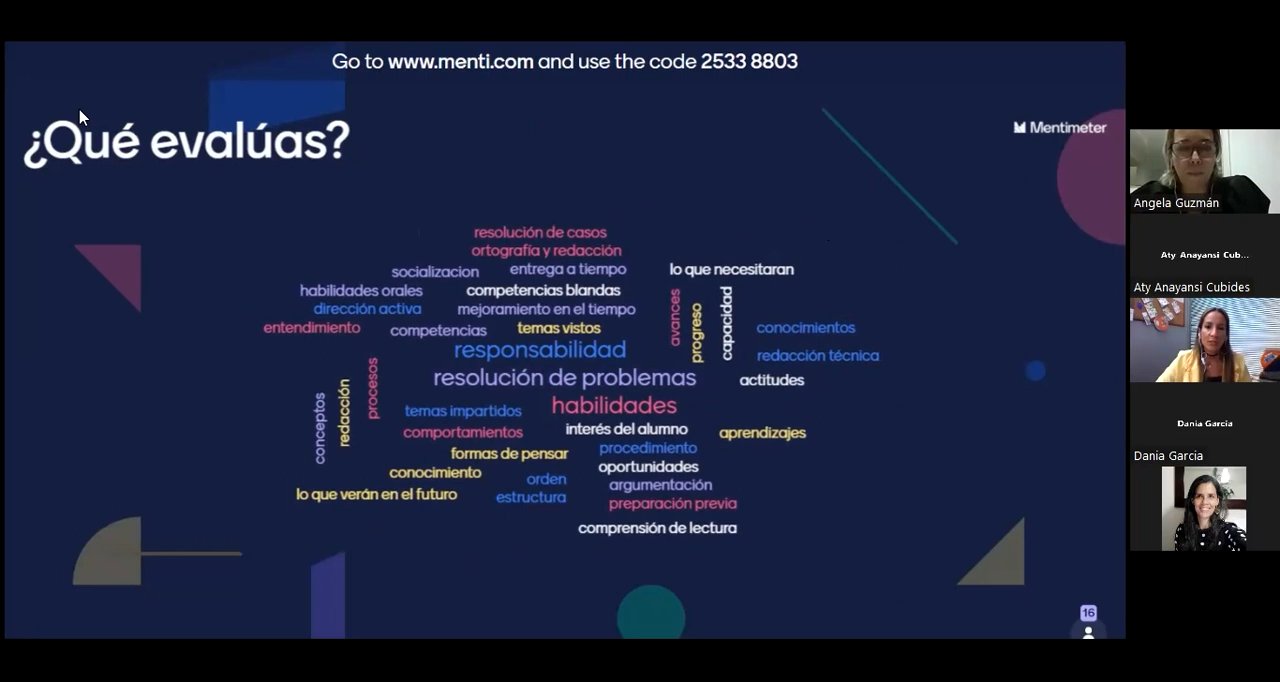 Go to www.menti.com and use the code 2533 8803
¿Qué evalúas?
Mentimeter
resolución de casos
ortografía y redacción
socializacion
entrega a tiempo
lo que necesitaran
habilidades orales
competencias blandas
dirección activa
mejoramiento en el tiempo
entendimiento
competencias
temas vistos
avances
progreso
capacidad
conocimientos
responsabilidad
redacción técnica
resolución de problemas
actitudes
procesos
redacción
conceptos
temas impartidos
habilidades
comportamientos
interés del alumno
aprendizajes
formas de pensar
procedimiento
conocimiento
oportunidades
orden
argumentación
lo que verán en el futuro
estructura
preparación previa
comprensión de lectura
16
Angela Guzmán
Aty Anayansi Cub...
Aty Anayansi Cubides
Dania Garcia
Dania Garcia